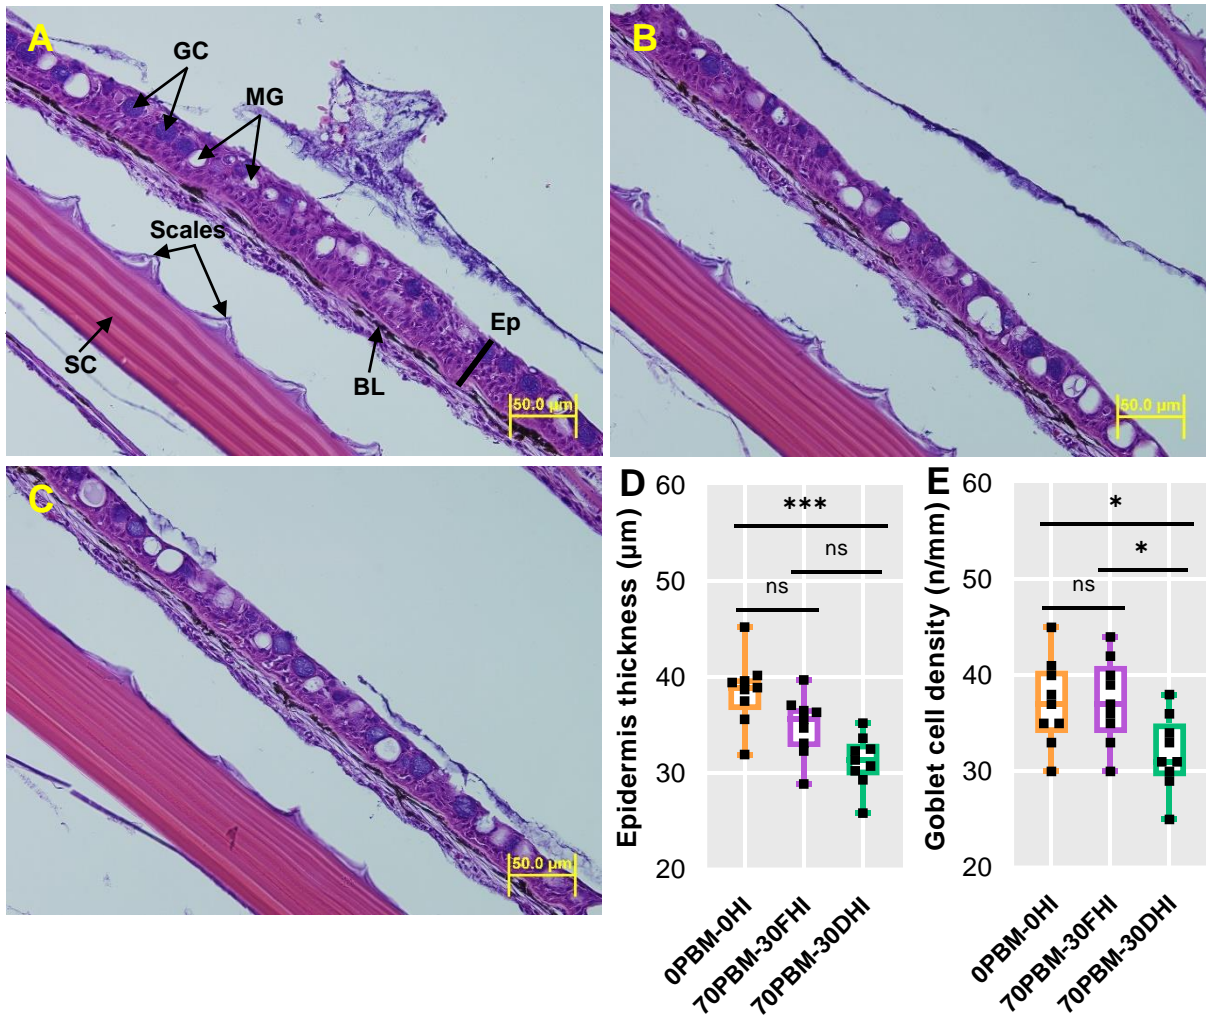 A
GC
MG
Scales
SC
BL
Ep
50.0 µm
B
50.0 µm
C
50.0 µm
D
Epidermis thickness (µm)
60
50
40
30
20
***
ns
ns
0PBM-0HI
70PBM-30FHI
70PBM-30DHI
E
Goblet cell density (n/mm)
60
50
40
30
20
*
*
ns
0PBM-0HI
70PBM-30FHI
70PBM-30DHI